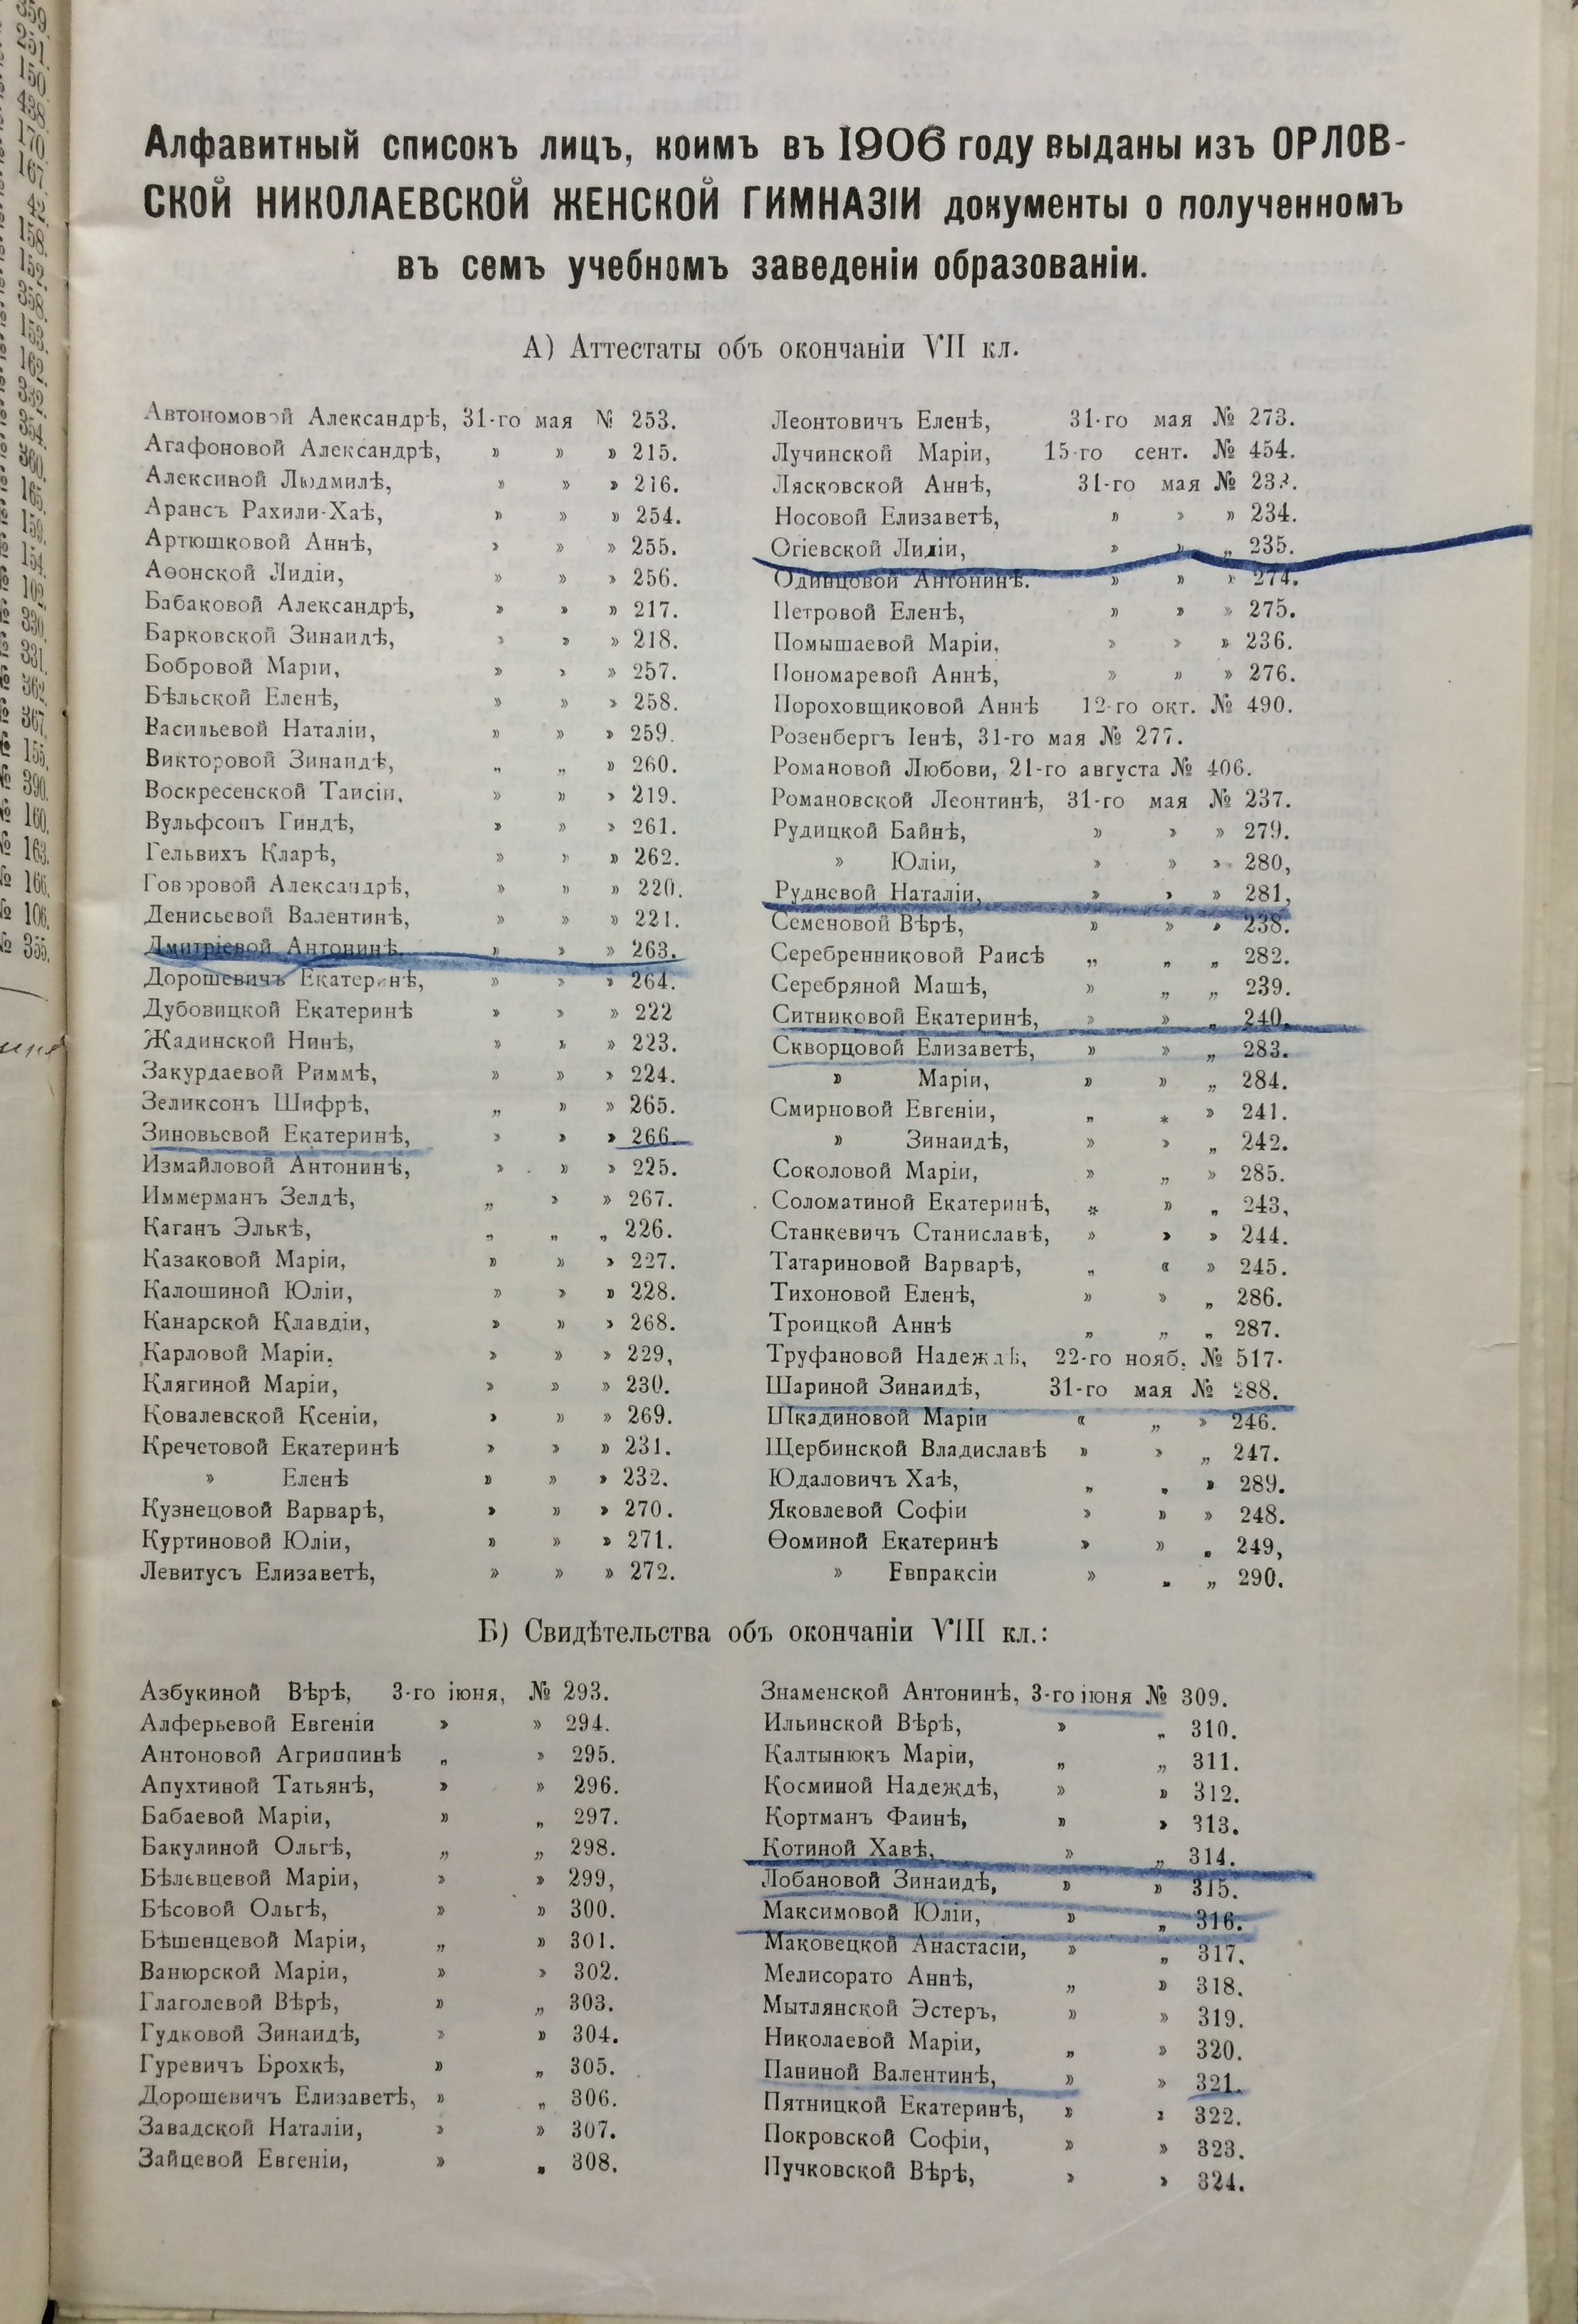 Алфавитный списокъ лицъ, коимъ въ 1906 году выданы изъ ОРЛОВ-
СКОЙ НИКОЛАЕВСКОЙ ЖЕНСКОЙ ГИМНАЗІИ документы о полученномъ
въ семъ учебномъ заведеніи образованіи.
А) Аттестаты объ окончаніи VII кл.
Автономовой Александрѣ, 31-го мая № 253.
Агафоновой Александрѣ, » » » 215.
Алексиной Людмилѣ, » » » 216.
Арансъ Рахили-Хаѣ, » » » 254.
Артюшковой Аннѣ, » » » 255.
Аѳонской Лидіи, » » » 256.
Бабаковой Александрѣ, » » » 217.
Барковской Зинаидѣ, » » » 218.
Бобровой Маріи, » » » 257.
Бѣльской Еленѣ, » » » 258.
Васильевой Наталіи, » » » 259.
Викторовой Зинаидѣ, „ „ » 260.
Воскресенской Таисіи, » » » 219.
Вульфсонъ Гиндѣ, » » » 261.
Гельвихъ Кларѣ, » » » 262.
Говоровой Александрѣ, » » » 220.
Денисьевой Валентинѣ, » » » 221.
Дмитріевой Антонинѣ. » » » 263.
Дорошевичъ Екатеринѣ, » » » 264.
Дубовицкой Екатеринѣ » » » 222
Жадинской Нинѣ, » » » 223.
Закурдаевой Риммѣ, » » » 224.
Зеликсонъ Шифрѣ, „ » » 265.
Зиновьевой Екатеринѣ, » » » 266.
Измайловой Антонинѣ, » » » 225.
Иммерманъ Зелдѣ, „ » » 267.
Каганъ Элькѣ, „ „ „ 226.
Казаковой Маріи, » » » 227.
Калошиной Юліи, » » » 228.
Канарской Клавдіи, » » » 268.
Карловой Маріи. » » » 229,
Клягиной Маріи, » » » 230.
Ковалевской Ксеніи, » » » 269.
Кречетовой Екатеринѣ » » » 231.
» Еленѣ » » » 232.
Кузнецовой Варварѣ, » » » 270.
Куртиновой Юліи, » » » 271.
Левитусъ Елизаветѣ, » » » 272.
Леонтовичъ Еленѣ, 31-го мая № 273.
Лучинской Маріи, 15-го сент. № 454.
Лясковской Аннѣ, 31-го мая №
Носовой Елизаветѣ, » » » 234.
Огіевской Лидіи, » » „ 235.
Одинцовой Антонинѣ. » » » 274.
Петровой Еленѣ, » » » 275.
Помышаевой Маріи, » » » 236.
Пономаревой Аннѣ, » » » 276.
Пороховщиковой Аннѣ 12-го окт. № 490.
Розенбергъ Іенѣ, 31-го мая № 277.
Романовой Любови, 21-го августа № 406.
Романовской Леонтинѣ, 31-го мая № 237.
Рудицкой Байнѣ, » » » 279.
» Юліи, » » » 280,
Рудневой Наталіи, » » » 281,
Семеновой Вѣрѣ, » » » 238.
Серебренниковой Раисѣ „ „ „ 282.
Серебряной Машѣ, » „ „ 239.
Ситниковой Екатеринѣ, » » „ 240.
Скворцовой Елизаветѣ, » » „ 283.
» Маріи, » » „ 284.
Смирновой Евгеніи, „ * » 241.
» Зинаидѣ, » » „ 242.
Соколовой Маріи, » „ » 285.
Соломатиной Екатеринѣ, * » „ 243,
Станкевичъ Станиславѣ, » » » 244.
Татариновой Варварѣ, „ « » 245.
Тихоновой Еленѣ, » » „ 286.
Троицкой Аннѣ „ „ „ 287.
Труфановой Надеждѣ, 22-го нояб. № 517.
Шариной Зинаидѣ, 31-го мая № 288.
Шкадиновой Маріи « „ » 246.
Щербинской Владиславѣ » » „ 247.
Юдаловичъ Хаѣ, „ „ » 289.
Яковлевой Софіи » » » 248.
Ѳоминой Екатеринѣ » » „ 249,
» Евпраксіи » „ „ 290.
Б) Свидѣтельства объ окончаніи VIII кл.:
Азбукиной Вѣрѣ, 3-го іюня, № 293.
Алферьевой Евгеніи » » 294.
Антоновой Агриппинѣ „ » 295.
Апухтиной Татьянѣ, » » 296.
Бабаевой Маріи, » „ 297.
Бакулиной Ольгѣ, „ „ 298.
Бѣлевцевой Маріи, » » 299,
Бѣсовой Ольгѣ, » » 300.
Бѣшенцевой Маріи, „ » 301.
Ванюрской Маріи, » » 302.
Глаголевой Вѣрѣ, » „ 303.
Гудковой Зинаидѣ, » » 304.
Гуревичъ Брохкѣ, » „ 305.
Дорошевичъ Елизаветѣ, » „ 306.
Завадской Наталіи, » » 307.
Зайцевой Евгеніи, » „ 308.
Знаменской Антонинѣ, 3-го іюня № 309.
Ильинской Вѣрѣ, » „ 310.
Калтынюкъ Маріи, „ „ 311.
Косминой Надеждѣ, » » 312.
Кортманъ Фаинѣ, » » 313.
Котиной Хавѣ, » „ 314.
Лобановой Зинаидѣ, » » 315.
Максимовой Юліи, » „ 316.
Маковецкой Анастасіи, » „ 317.
Мелисорато Аннѣ, „ » 318.
Мытлянской Эстеръ, » » 319.
Николаевой Маріи, „ » 320.
Паниной Валентинѣ, » » 321.
Пятницкой Екатеринѣ, » » 322.
Покровской Софіи, » » 323.
Пучковской Вѣрѣ, » » 324.